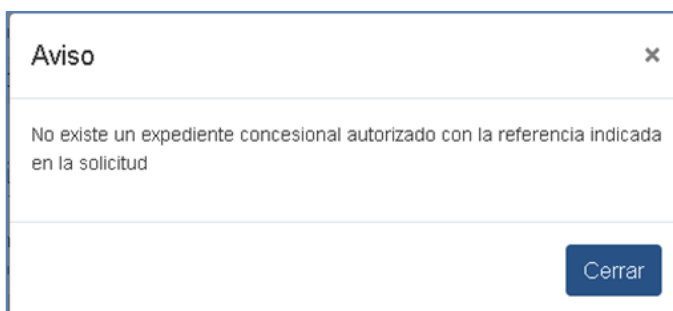 Aviso
×
No existe un expediente concesional autorizado con la referencia indicada
en la solicitud
Cerrar